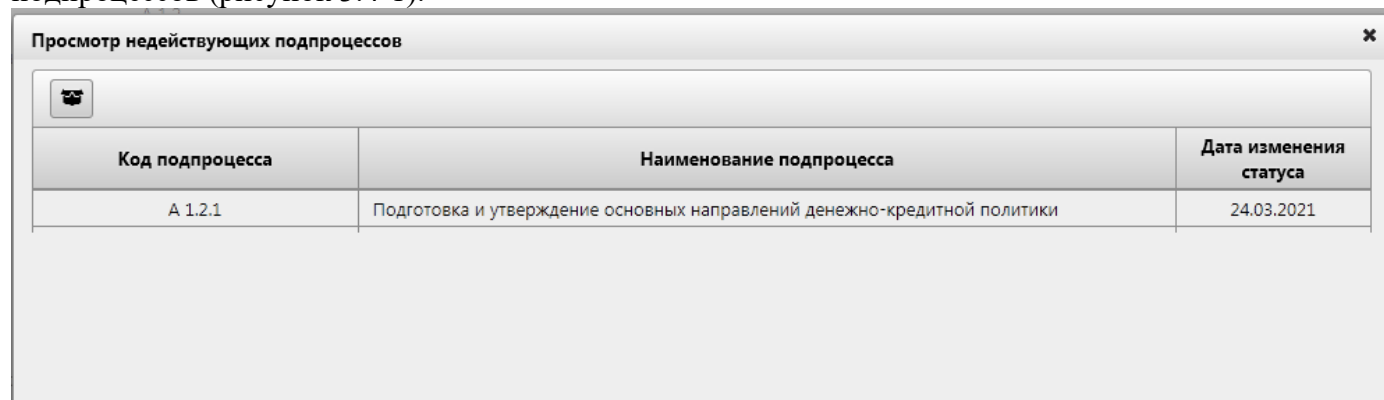 Просмотр недействующих подпроцессов
Код подпроцесса
Наименование подпроцесса
Дата изменения
статуса
А 1.2.1
Подготовка и утверждение основных направлений денежно-кредитной политики
24.03.2021